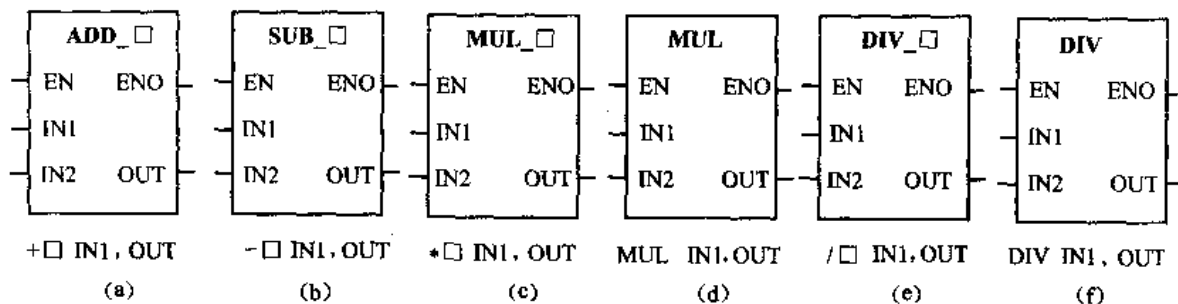 ADD_□ SUB_□ MUL_□ MUL DIV_□ DIV
EN ENO EN ENO EN ENO EN ENO EN ENO EN ENO
IN1 IN1 IN1 IN1 IN1 IN1
IN2 OUT IN2 OUT IN2 OUT IN2 OUT IN2 OUT IN2 OUT
+□ IN1, OUT -□ IN1, OUT *□ IN1, OUT MUL IN1, OUT /□ IN1, OUT DIV IN1, OUT
(a) (b) (c) (d) (e) (f)